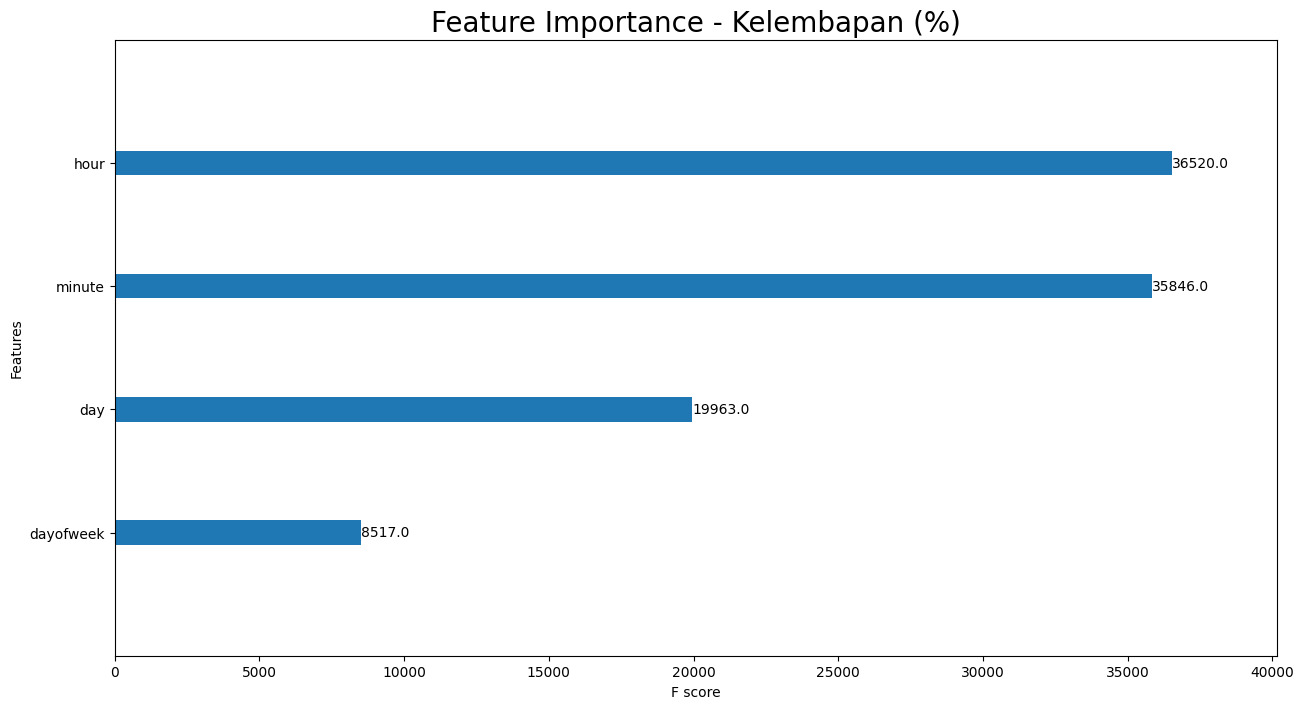 Feature Importance - Kelembapan (%)
Features
hour
36520.0
minute
35846.0
day
19963.0
dayofweek
8517.0
0 5000 10000 15000 20000 25000 30000 35000 40000
F score